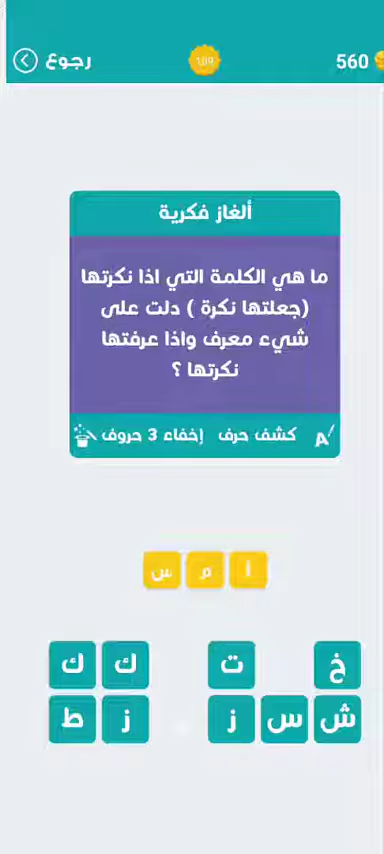 رجوع
109
560
ألغاز فكرية
ما هي الكلمة التي اذا نكرتها
(جعلتها نكرة ) دلت على
شيء معرف واذا عرفتها
نكرتها ؟
كشف حرف إخفاء 3 حروف
ا م س
خ ت ك ك
ش س ز ز ط